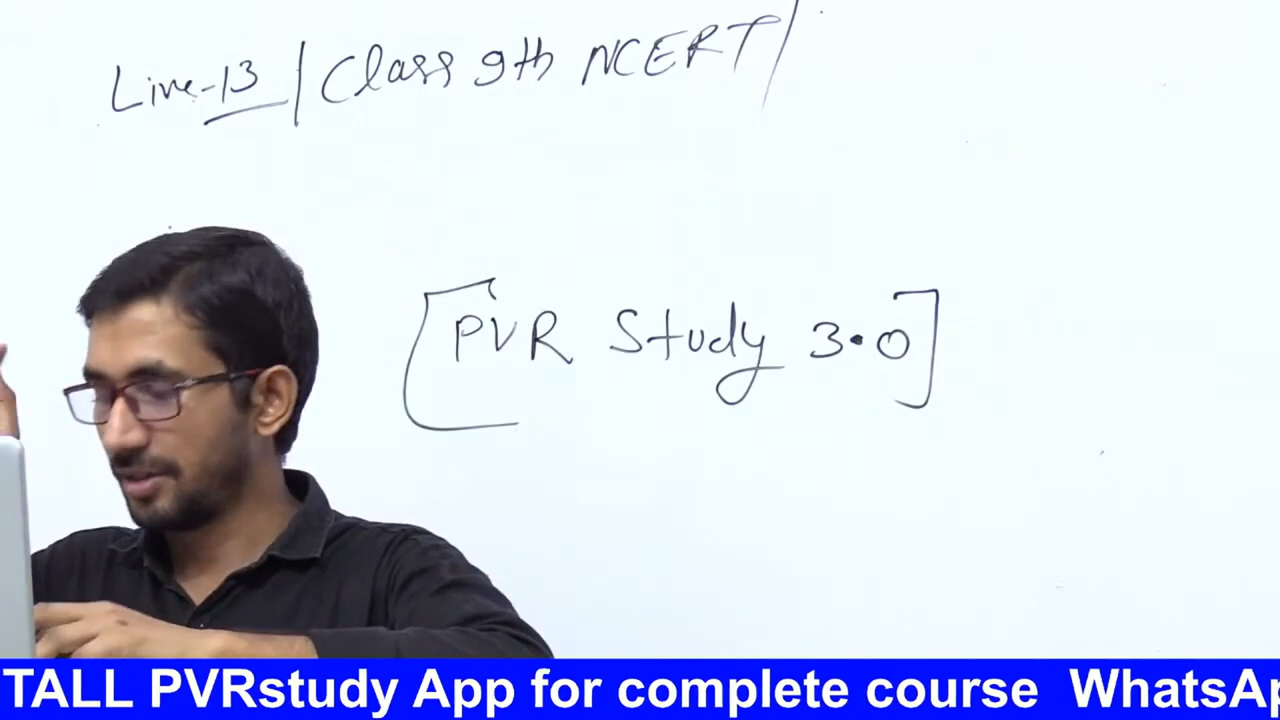 Live-13 / Class 9th NCERT /
[PVR Study 3.0]
TALL PVRstudy App for complete course WhatsAp